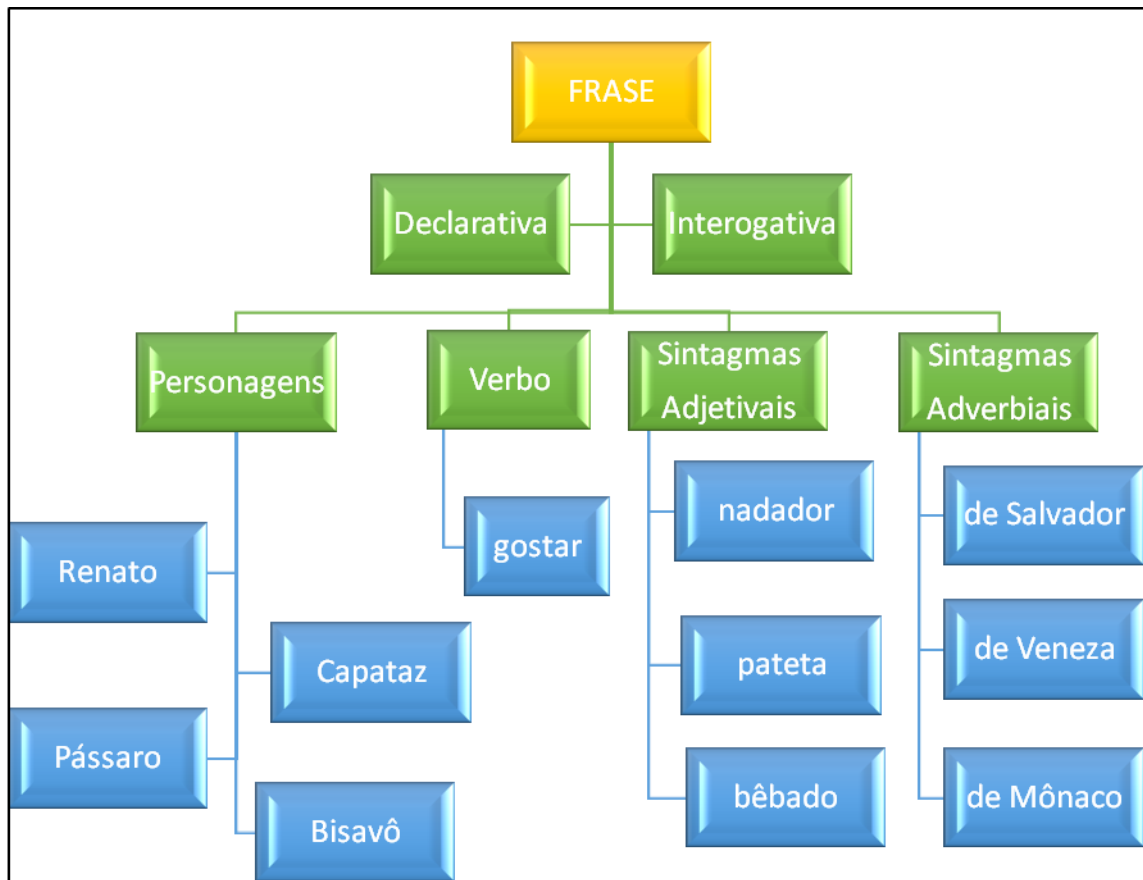 FRASE
Declarativa
Interogativa
Personagens
Verbo
Sintagmas
Adjetivais
Sintagmas
Adverbiais
Renato
Capataz
Pássaro
Bisavô
gostar
nadador
pateta
bêbado
de Salvador
de Veneza
de Mônaco